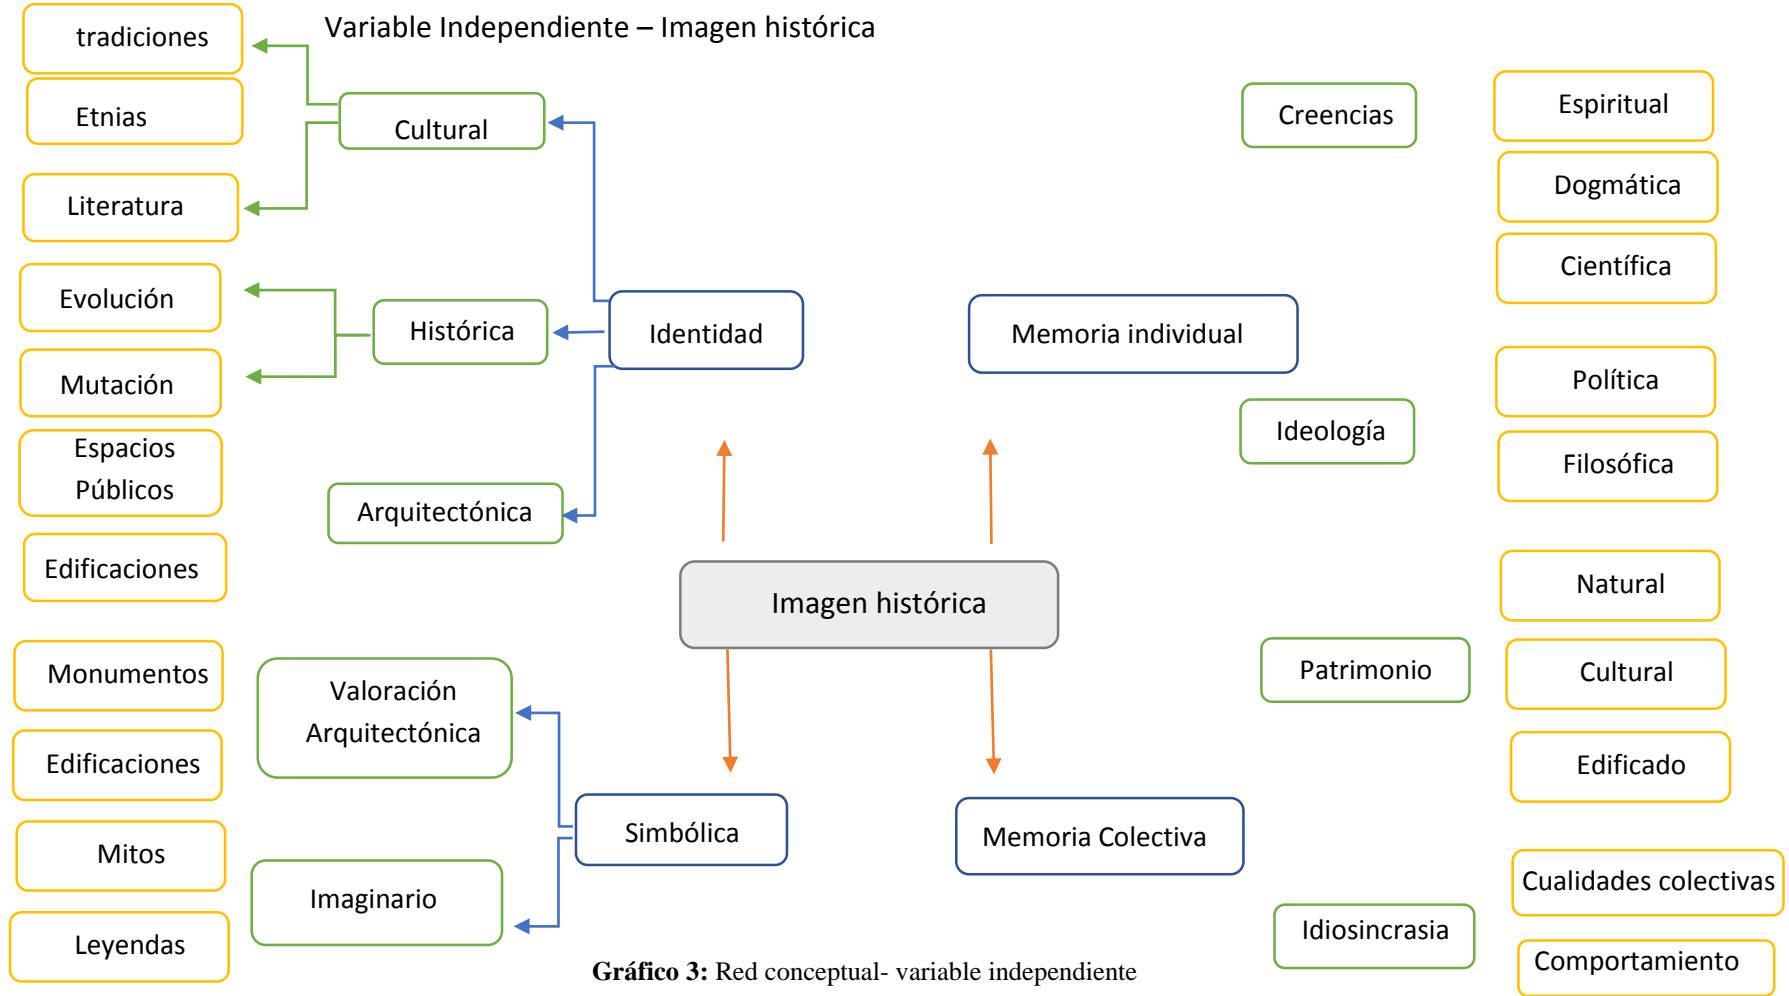 Variable Independiente – Imagen histórica
tradiciones
Etnias
Literatura
Evolución
Mutación
Espacios
Públicos
Edificaciones
Monumentos
Edificaciones
Mitos
Leyendas
Cultural
Histórica
Arquitectónica
Valoración
Arquitectónica
Imaginario
Identidad
Simbólica
Imagen histórica
Memoria individual
Memoria Colectiva
Creencias
Ideología
Patrimonio
Idiosincrasia
Espiritual
Dogmática
Científica
Política
Filosófica
Natural
Cultural
Edificado
Cualidades colectivas
Comportamiento
Gráfico 3: Red conceptual- variable independiente